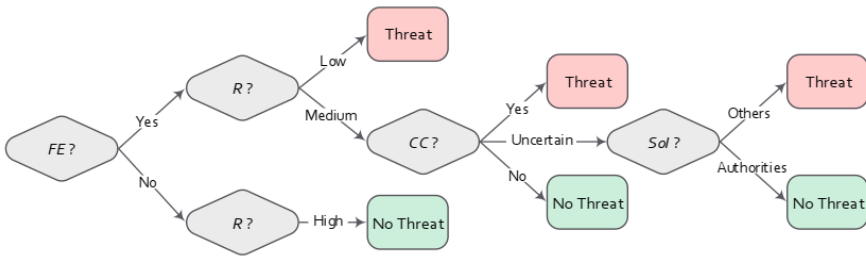 Threat
Low
R?
Threat
Threat
Yes
Yes
Others
Medium
FE?
CC?
Uncertain
SoI?
No
No
Authorities
R?
High
No Threat
No Threat
No Threat